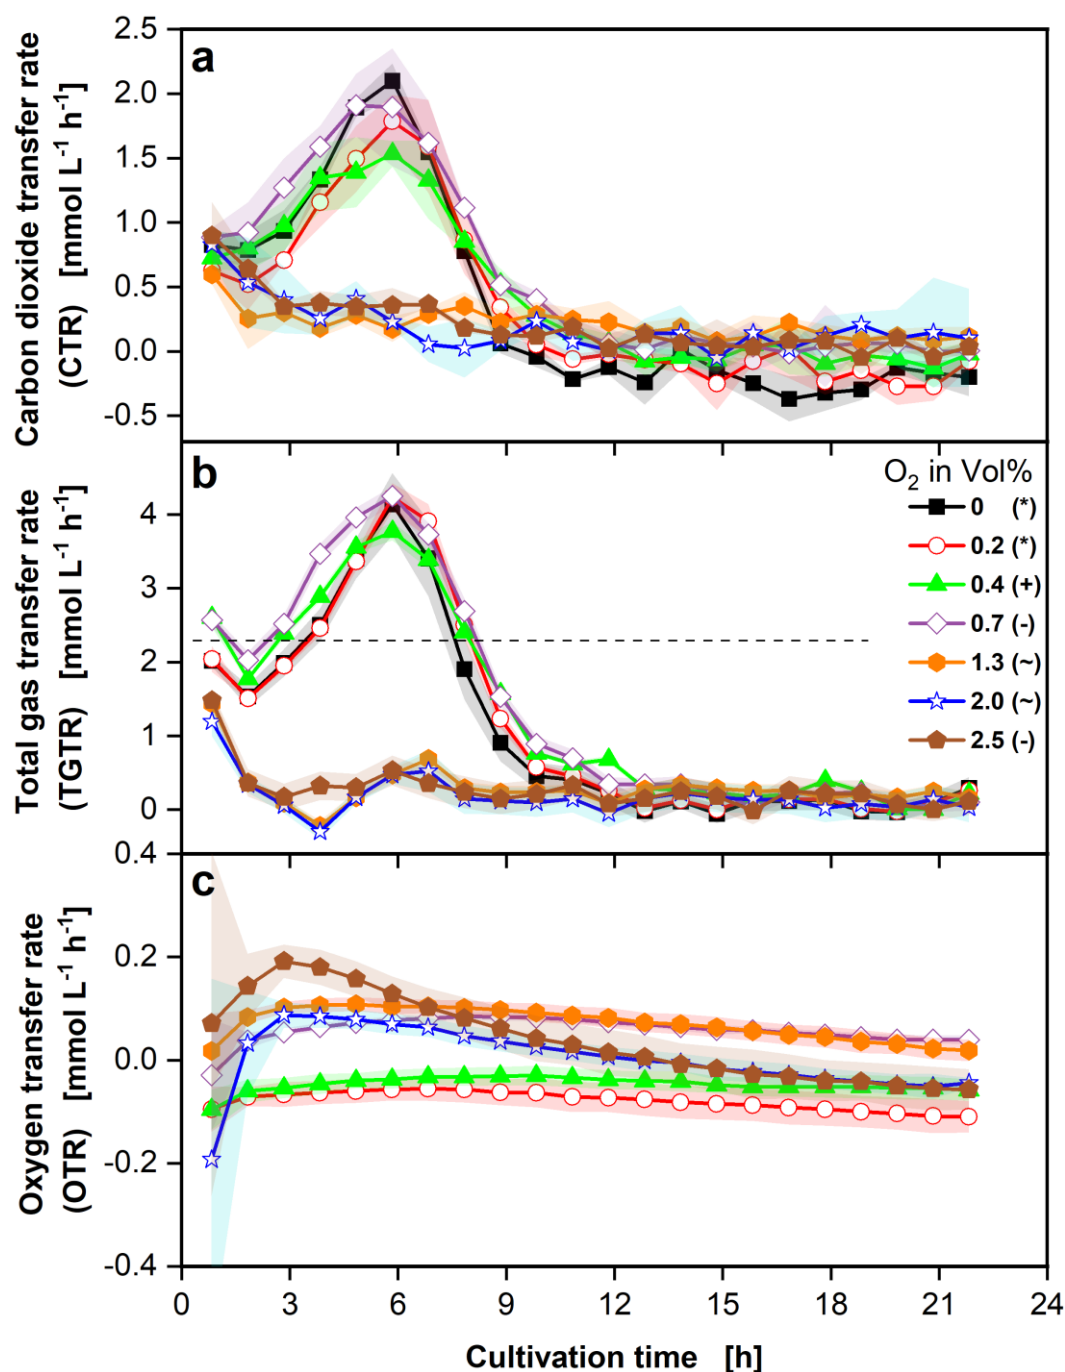 Carbon dioxide transfer rate
(CTR) [mmol L⁻¹ h⁻¹]
2.5
2.0
1.5
1.0
0.5
0.0
-0.5
a
Total gas transfer rate
(TGTR) [mmol L⁻¹ h⁻¹]
4
3
2
1
0
b
O₂ in Vol%
0 (*)
0.2 (*)
0.4 (+)
0.7 (-)
1.3 (~)
2.0 (~)
2.5 (-)
Oxygen transfer rate
(OTR) [mmol L⁻¹ h⁻¹]
0.4
0.2
0.0
-0.2
-0.4
c
0 3 6 9 12 15 18 21 24
Cultivation time [h]